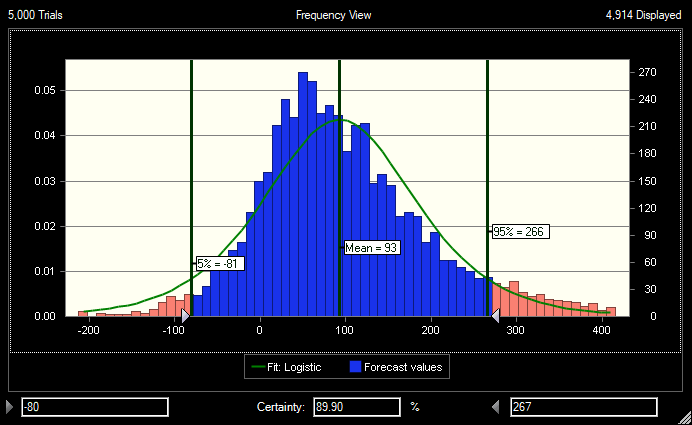 5,000 Trials Frequency View 4,914 Displayed
0.05 270
240
0.04 210
180
0.03 150
120
0.02 90
95% = 266
Mean = 93
5% = -81
60
0.01 30
0.00 0
-200 -100 0 100 200 300 400
Fit: Logistic Forecast values
-80 Certainty: 89.90 % 267